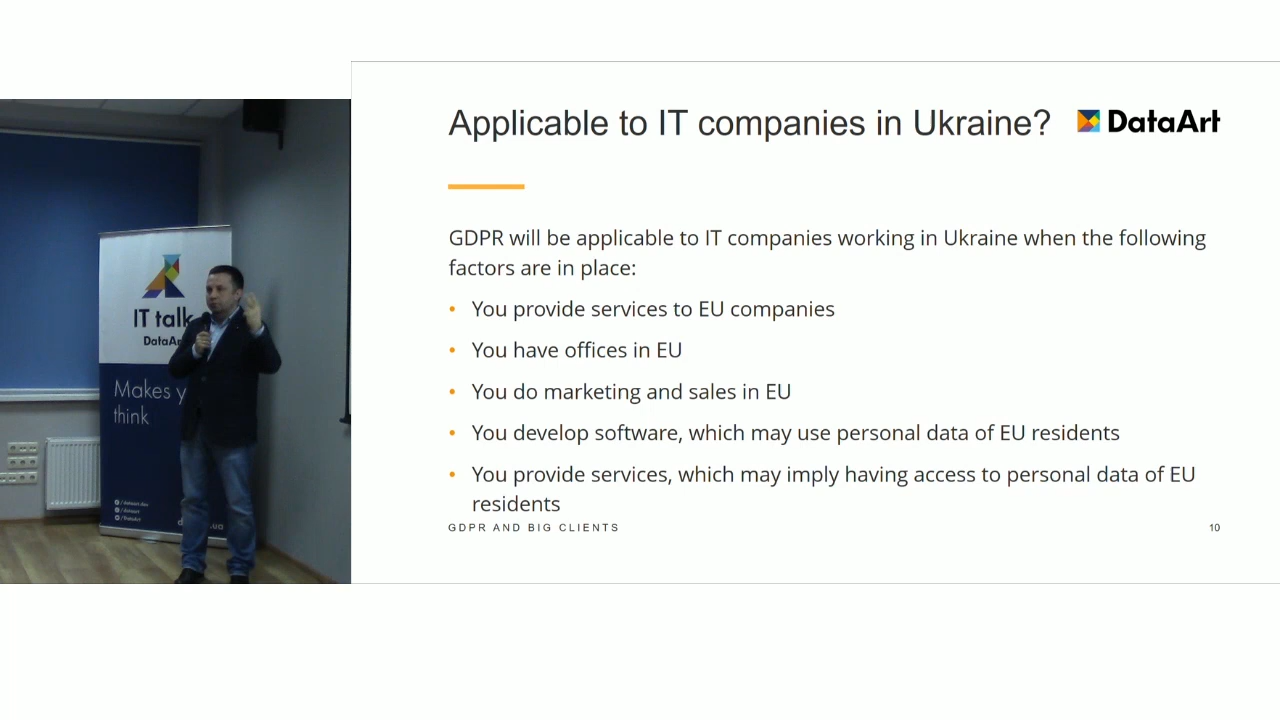 Applicable to IT companies in Ukraine?
DataArt
GDPR will be applicable to IT companies working in Ukraine when the following
factors are in place:
• You provide services to EU companies
• You have offices in EU
• You do marketing and sales in EU
• You develop software, which may use personal data of EU residents
• You provide services, which may imply having access to personal data of EU
residents
GDPR AND BIG CLIENTS
10
IT talk
Makes
think